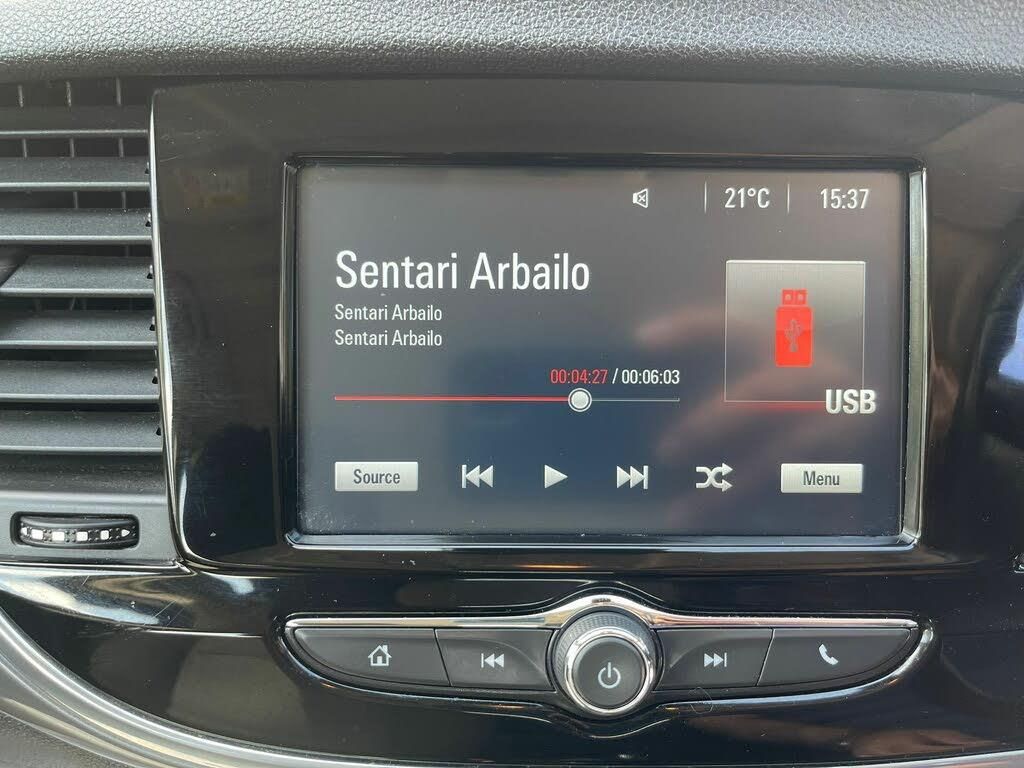 21°C 15:37
Sentari Arbailo
Sentari Arbailo
Sentari Arbailo
00:04:27 / 00:06:03
USB
Source
Menu